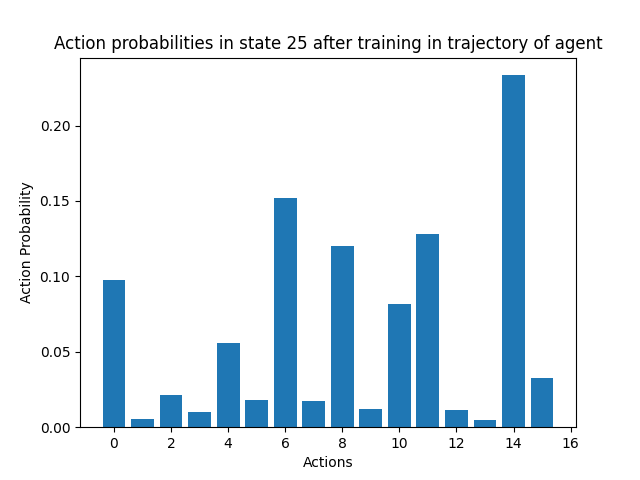 Action probabilities in state 25 after training in trajectory of agent
0.20
0.15
0.10
0.05
0.00
Action Probability
0 2 4 6 8 10 12 14 16
Actions